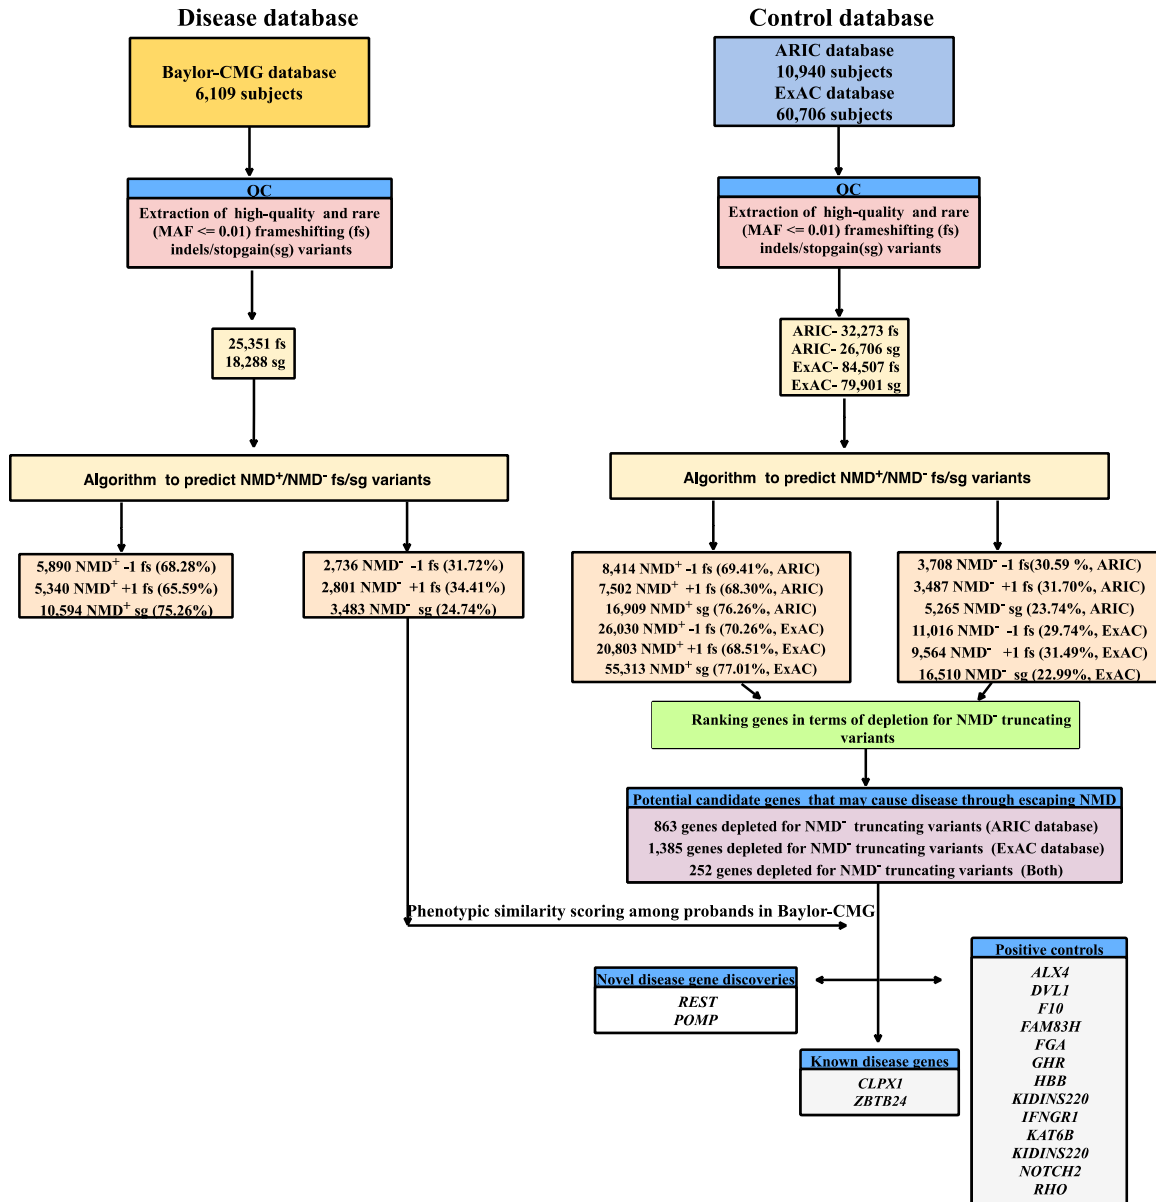 Disease database
Control database
Baylor-CMG database
6,109 subjects
ARIC database
10,940 subjects
ExAC database
60,706 subjects
QC
Extraction of high-quality and rare
(MAF <= 0.01) frameshifting (fs)
indels/stopgain(sg) variants
QC
Extraction of high-quality and rare
(MAF <= 0.01) frameshifting (fs)
indels/stopgain(sg) variants
25,351 fs
18,288 sg
ARIC- 32,273 fs
ARIC- 26,706 sg
ExAC- 84,507 fs
ExAC- 79,901 sg
Algorithm to predict NMD⁺/NMD⁻ fs/sg variants
Algorithm to predict NMD⁺/NMD⁻ fs/sg variants
5,890 NMD⁺ -1 fs (68.28%)
5,340 NMD⁺ +1 fs (65.59%)
10,594 NMD⁺ sg (75.26%)
2,736 NMD⁻ -1 fs (31.72%)
2,801 NMD⁻ +1 fs (34.41%)
3,483 NMD⁻ sg (24.74%)
8,414 NMD⁺ -1 fs (69.41%, ARIC)
7,502 NMD⁺ +1 fs (68.30%, ARIC)
16,909 NMD⁺ sg (76.26%, ARIC)
26,030 NMD⁺ -1 fs (70.26%, ExAC)
20,803 NMD⁺ +1 fs (68.51%, ExAC)
55,313 NMD⁺ sg (77.01%, ExAC)
3,708 NMD⁻ -1 fs(30.59 %, ARIC)
3,487 NMD⁻ +1 fs (31.70%, ARIC)
5,265 NMD⁻ sg (23.74%, ARIC)
11,016 NMD⁻ -1 fs (29.74%, ExAC)
9,564 NMD⁻ +1 fs (31.49%, ExAC)
16,510 NMD⁻ sg (22.99%, ExAC)
Ranking genes in terms of depletion for NMD⁻ truncating
variants
Potential candidate genes that may cause disease through escaping NMD
863 genes depleted for NMD⁻ truncating variants (ARIC database)
1,385 genes depleted for NMD⁻ truncating variants (ExAC database)
252 genes depleted for NMD⁻ truncating variants (Both)
Phenotypic similarity scoring among probands in Baylor-CMG
Novel disease gene discoveries
REST
POMP
Known disease genes
CLPX1
ZBTB24
Positive controls
ALX4
DVL1
F10
FAM83H
FGA
GHR
HBB
KIDINS220
IFNGR1
KAT6B
KIDINS220
NOTCH2
RHO